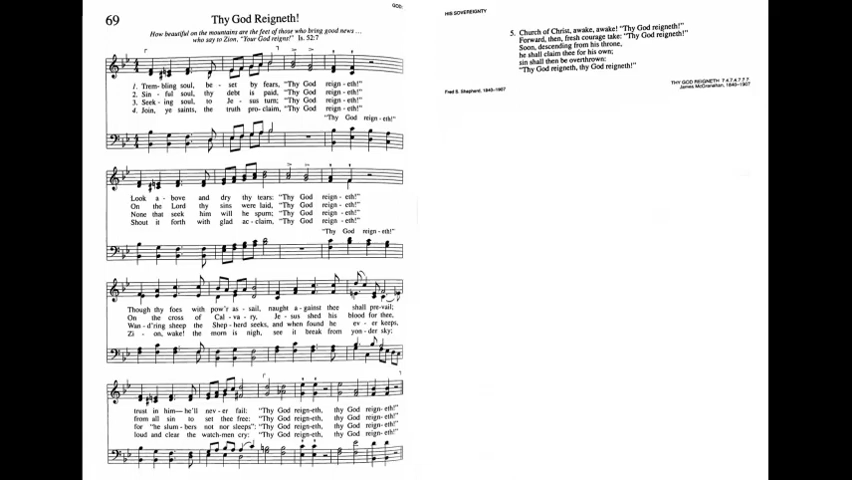 GOD:
69
Thy God Reigneth!
How beautiful on the mountains are the feet of those who bring good news ...
who say to Zion, "Your God reigns!" Is. 52:7
1. Trem - bling soul, be - set by fears, "Thy God reign - eth!"
2. Sin - ful soul, thy debt is paid, "Thy God reign - eth!"
3. Seek - ing soul, to Je - sus turn; "Thy God reign - eth!"
4. Join, ye saints, the truth pro - claim, "Thy God reign - eth!"
"Thy God reign - eth!"
Look a - bove and dry thy tears: "Thy God reign - eth!"
On the Lord thy sins were laid, "Thy God reign - eth!"
None that seek him will he spurn; "Thy God reign - eth!"
Shout it forth with glad ac - claim, "Thy God reign - eth!"
"Thy God reign - eth!"
Though thy foes with pow'r as - sail, naught a - gainst thee shall pre - vail;
On the cross of Cal - va - ry, Je - sus shed his blood for thee,
Wan - d'ring sheep the Shep - herd seeks, and when found he ev - er keeps,
Zi - on, wake! the morn is nigh, see it break from yon - der sky;
trust in him— he'll nev - er fail: "Thy God reign - eth, thy God reign - eth!"
from all sin to set thee free: "Thy God reign - eth, thy God reign - eth!"
for "he slum - bers not nor sleeps": "Thy God reign - eth, thy God reign - eth!"
loud and clear the watch - men cry: "Thy God reign - eth, thy God reign - eth!"
HIS SOVEREIGNTY
5. Church of Christ, awake, awake! "Thy God reigneth!"
Forward, then, fresh courage take: "Thy God reigneth!"
Soon, descending from his throne,
he shall claim thee for his own;
sin shall then be overthrown:
"Thy God reigneth, thy God reigneth!"
THY GOD REIGNETH 7 4 7 4 7 7 7
Fred S. Shepherd, 1840–1907
James McGranahan, 1840–1907